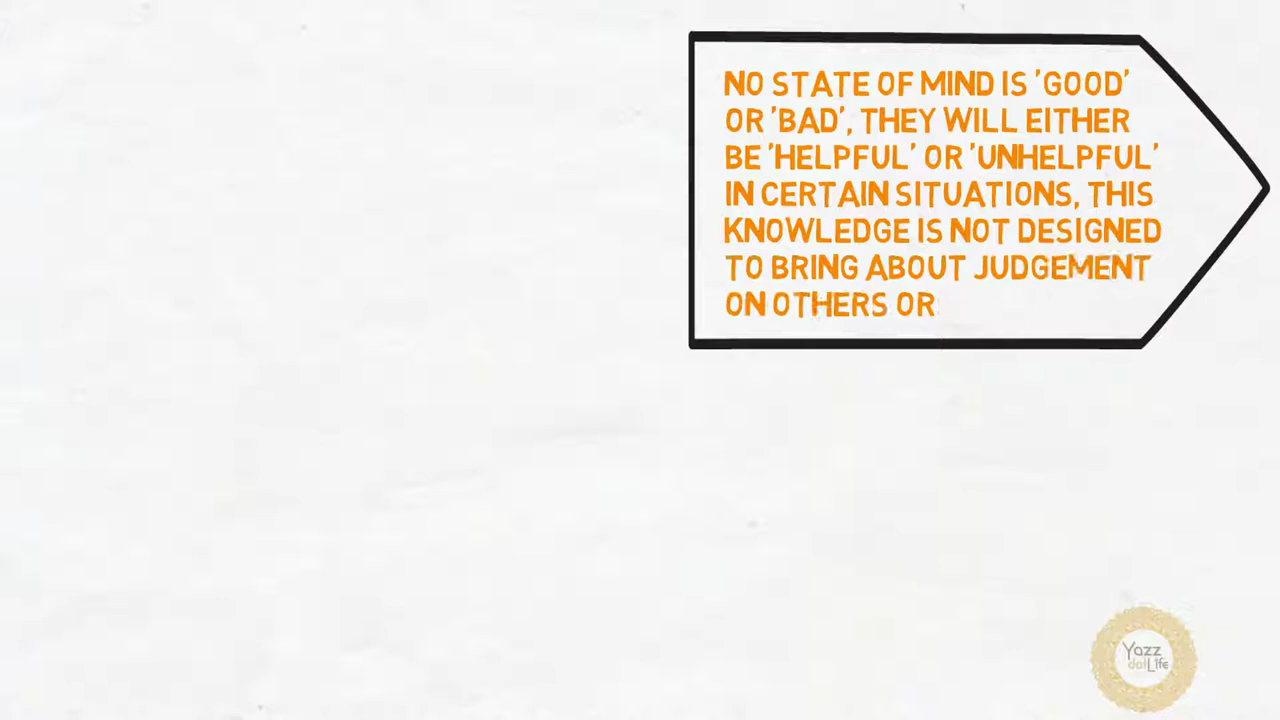 NO STATE OF MIND IS 'GOOD'
OR 'BAD', THEY WILL EITHER
BE 'HELPFUL' OR 'UNHELPFUL'
IN CERTAIN SITUATIONS, THIS
KNOWLEDGE IS NOT DESIGNED
TO BRING ABOUT JUDGEMENT
ON OTHERS OR
Yazz
dotLife